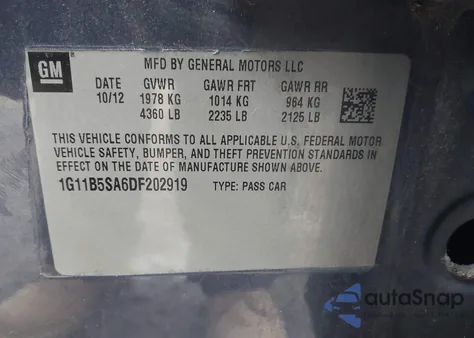 GM
MFD BY GENERAL MOTORS LLC
DATE GVWR GAWR FRT GAWR RR
10/12 1978 KG 1014 KG 964 KG
4360 LB 2235 LB 2125 LB
THIS VEHICLE CONFORMS TO ALL APPLICABLE U.S. FEDERAL MOTOR
VEHICLE SAFETY, BUMPER, AND THEFT PREVENTION STANDARDS IN
EFFECT ON THE DATE OF MANUFACTURE SHOWN ABOVE.
1G11B5SA6DF202919 TYPE: PASS CAR
autoSnap